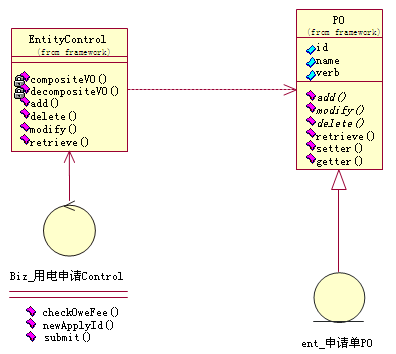 EntityControl
(from framework)
compositeVO()
decompositeVO()
add()
delete()
modify()
retrieve()
PO
(from framework)
id
name
verb
add()
modify()
delete()
retrieve()
setter()
getter()
Biz_用电申请Control
checkOweFee()
newApplyId()
submit()
ent_申请单PO